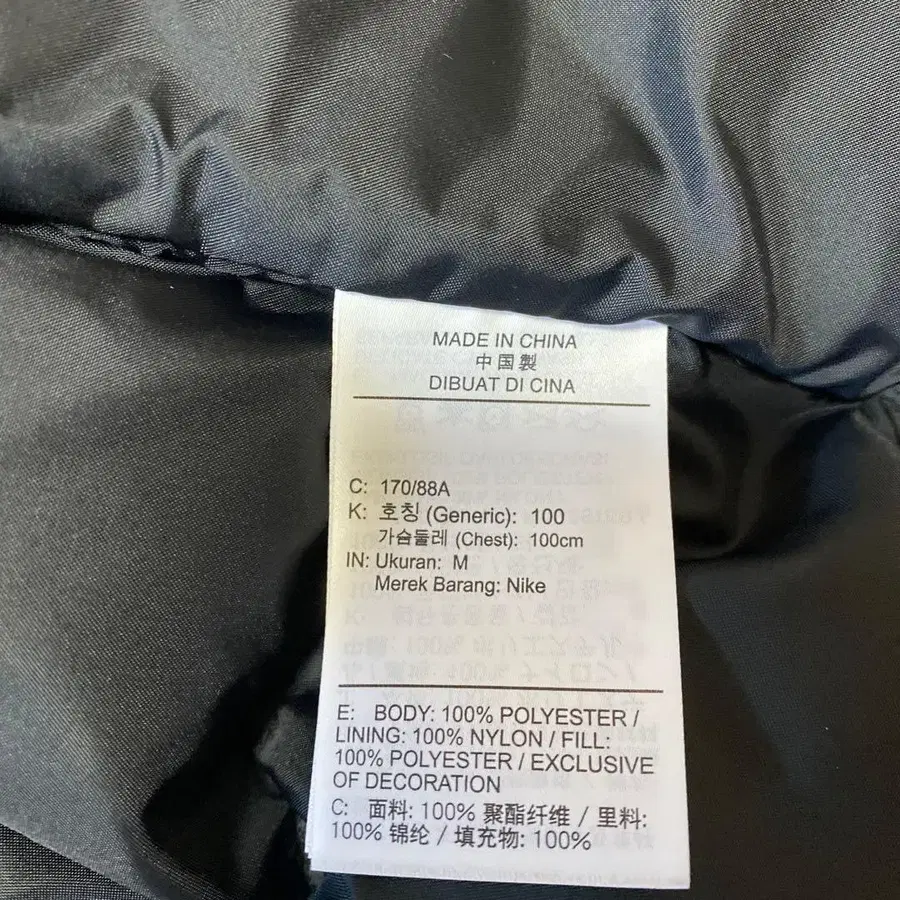 MADE IN CHINA
中国製
DIBUAT DI CINA
C: 170/88A
K: 호칭 (Generic): 100
가슴둘레 (Chest): 100cm
IN: Ukuran: M
Merek Barang: Nike
E: BODY: 100% POLYESTER /
LINING: 100% NYLON / FILL:
100% POLYESTER / EXCLUSIVE
OF DECORATION
C: 面料: 100% 聚酯纤维 / 里料:
100% 锦纶 / 填充物: 100%